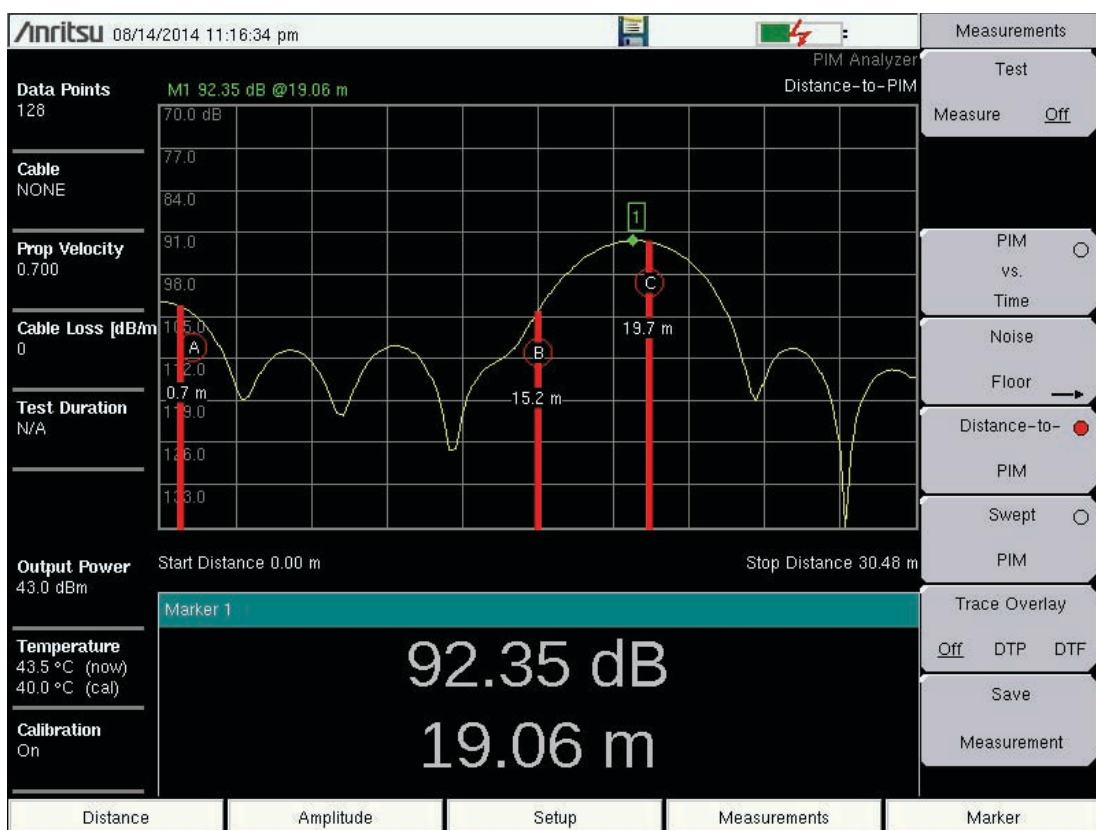 Anritsu 08/14/2014 11:16:34 pm
Measurements
PIM Analyzer
Distance-to-PIM
M1 92.35 dB @19.06 m
Data Points
128
Cable
NONE
Prop Velocity
0.700
Cable Loss [dB/m
0
Test Duration
N/A
Output Power
43.0 dBm
Temperature
43.5 °C (now)
40.0 °C (cal)
Calibration
On
70.0 dB
77.0
84.0
91.0
98.0
105.0
112.0
119.0
126.0
133.0
1
A
0.7 m
B
15.2 m
C
19.7 m
Start Distance 0.00 m
Stop Distance 30.48 m
Marker 1
92.35 dB
19.06 m
Test
Measure Off
PIM
vs.
Time
Noise
Floor
Distance-to-
PIM
Swept
PIM
Trace Overlay
Off DTP DTF
Save
Measurement
Distance
Amplitude
Setup
Measurements
Marker